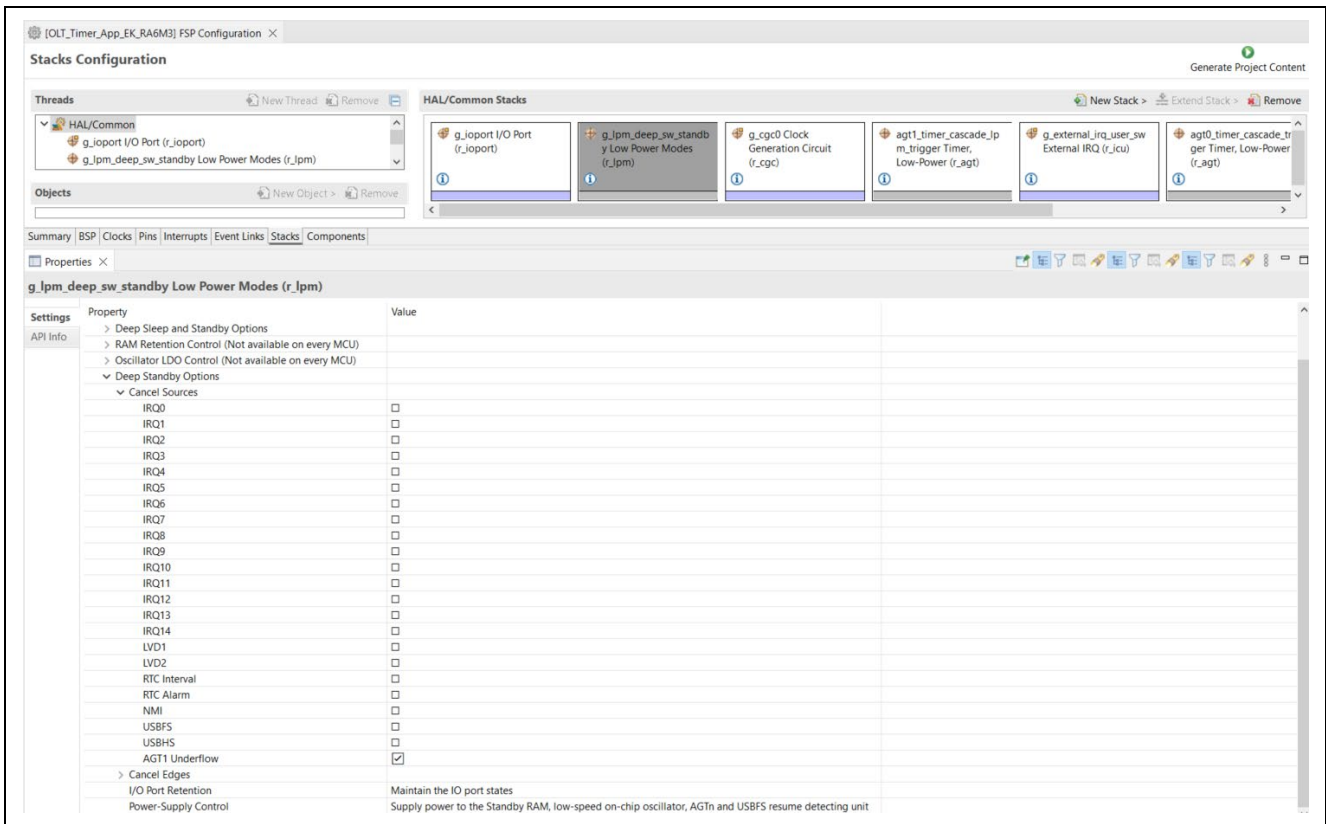 [OLT_Timer_App_EK_RA6M3] FSP Configuration
Stacks Configuration
Generate Project Content
Threads
New Thread
Remove
HAL/Common Stacks
New Stack >
Extend Stack >
Remove
HAL/Common
g_ioport I/O Port (r_ioport)
g_lpm_deep_sw_standby Low Power Modes (r_lpm)
Objects
New Object >
Remove
g_ioport I/O Port
(r_ioport)
g_lpm_deep_sw_standb
y Low Power Modes
(r_lpm)
g_cgc0 Clock
Generation Circuit
(r_cgc)
agt1_timer_cascade_lp
m_trigger Timer,
Low-Power (r_agt)
g_external_irq_user_sw
External IRQ (r_icu)
agt0_timer_cascade_tr
ger Timer, Low-Power
(r_agt)
Summary BSP Clocks Pins Interrupts Event Links Stacks Components
Properties
g_lpm_deep_sw_standby Low Power Modes (r_lpm)
Settings
API Info
Property Value
Deep Sleep and Standby Options
RAM Retention Control (Not available on every MCU)
Oscillator LDO Control (Not available on every MCU)
Deep Standby Options
Cancel Sources
IRQ0
IRQ1
IRQ2
IRQ3
IRQ4
IRQ5
IRQ6
IRQ7
IRQ8
IRQ9
IRQ10
IRQ11
IRQ12
IRQ13
IRQ14
LVD1
LVD2
RTC Interval
RTC Alarm
NMI
USBFS
USBHS
AGT1 Underflow
Cancel Edges
I/O Port Retention Maintain the IO port states
Power-Supply Control Supply power to the Standby RAM, low-speed on-chip oscillator, AGTn and USBFS resume detecting unit